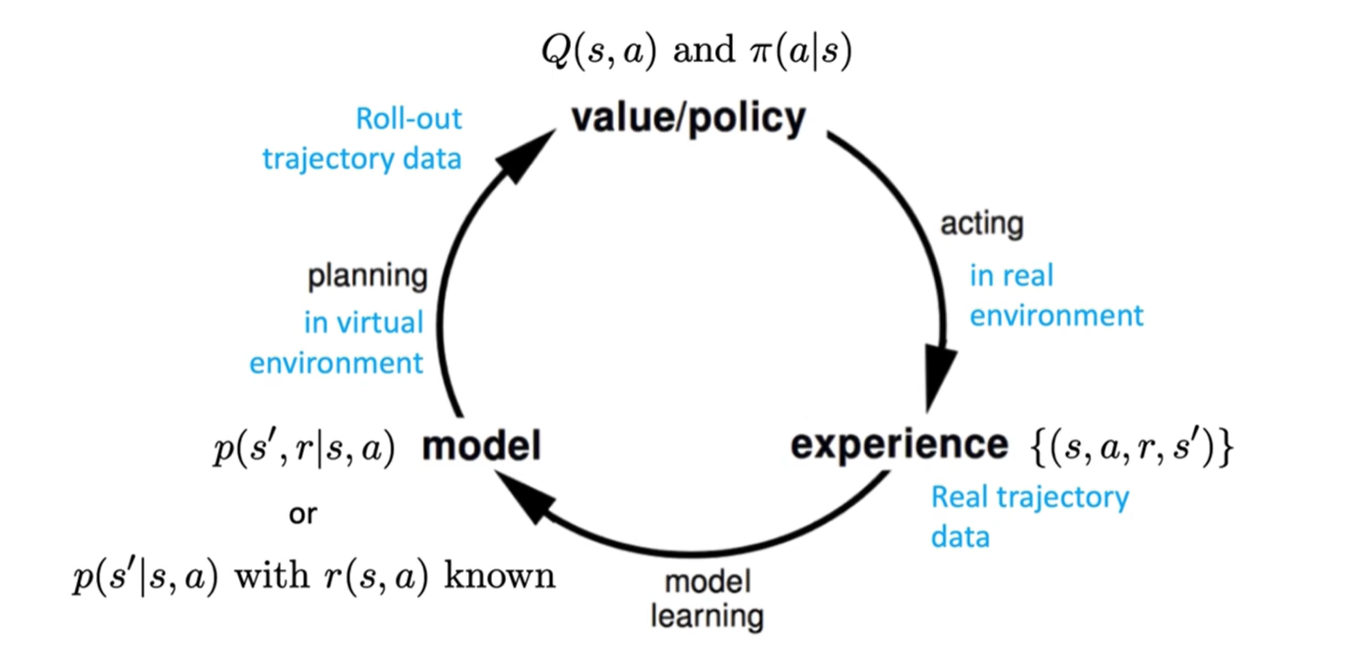 Q(s, a) and π(a|s)
Roll-out
trajectory data
value/policy
acting
in real
environment
planning
in virtual
environment
p(s′, r|s, a) model
experience {(s, a, r, s′)}
Real trajectory
data
or
p(s′|s, a) with r(s, a) known
model
learning